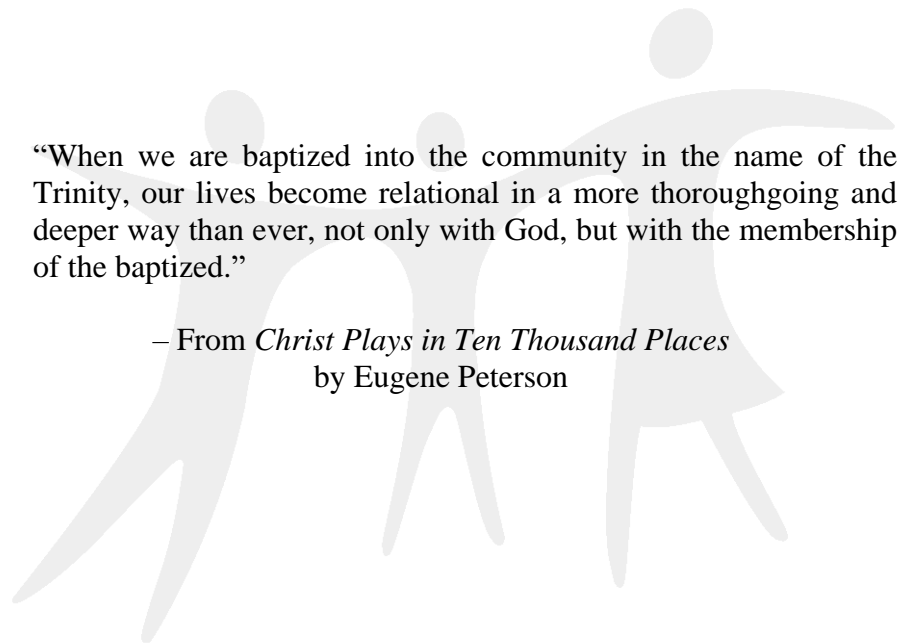 “When we are baptized into the community in the name of the
Trinity, our lives become relational in a more thoroughgoing and
deeper way than ever, not only with God, but with the membership
of the baptized.”
– From Christ Plays in Ten Thousand Places
by Eugene Peterson